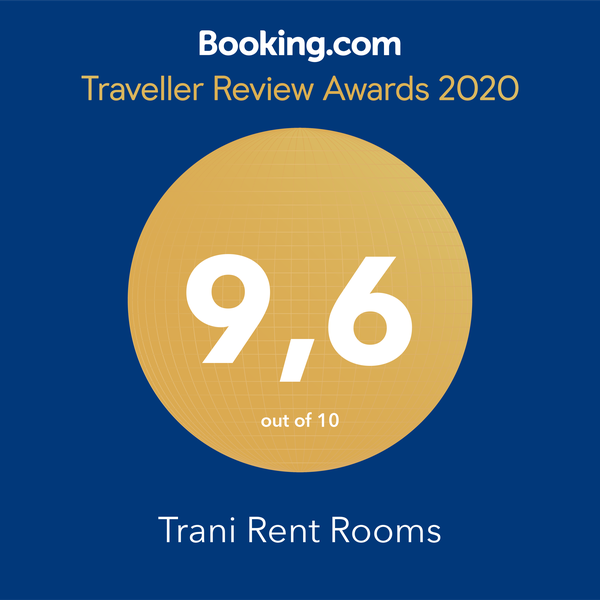 Booking.com
Traveller Review Awards 2020
9,6
out of 10
Trani Rent Rooms